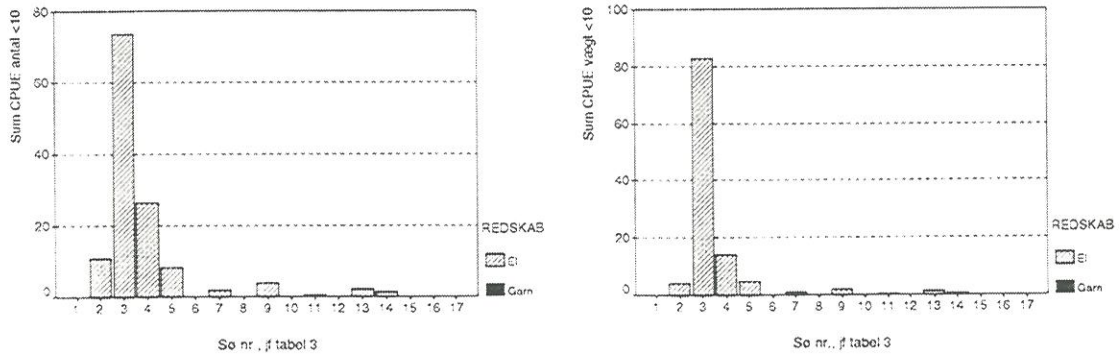 Sum CPUE antal <10
80
60
40
20
0
1 2 3 4 5 6 7 8 9 10 11 12 13 14 15 16 17
Sø nr., jf tabel 3
REDSKAB
El
Garn
Sum CPUE vægt <10
100
80
60
40
20
0
1 2 3 4 5 6 7 8 9 10 11 12 13 14 15 16 17
Sø nr., jf tabel 3
REDSKAB
El
Garn